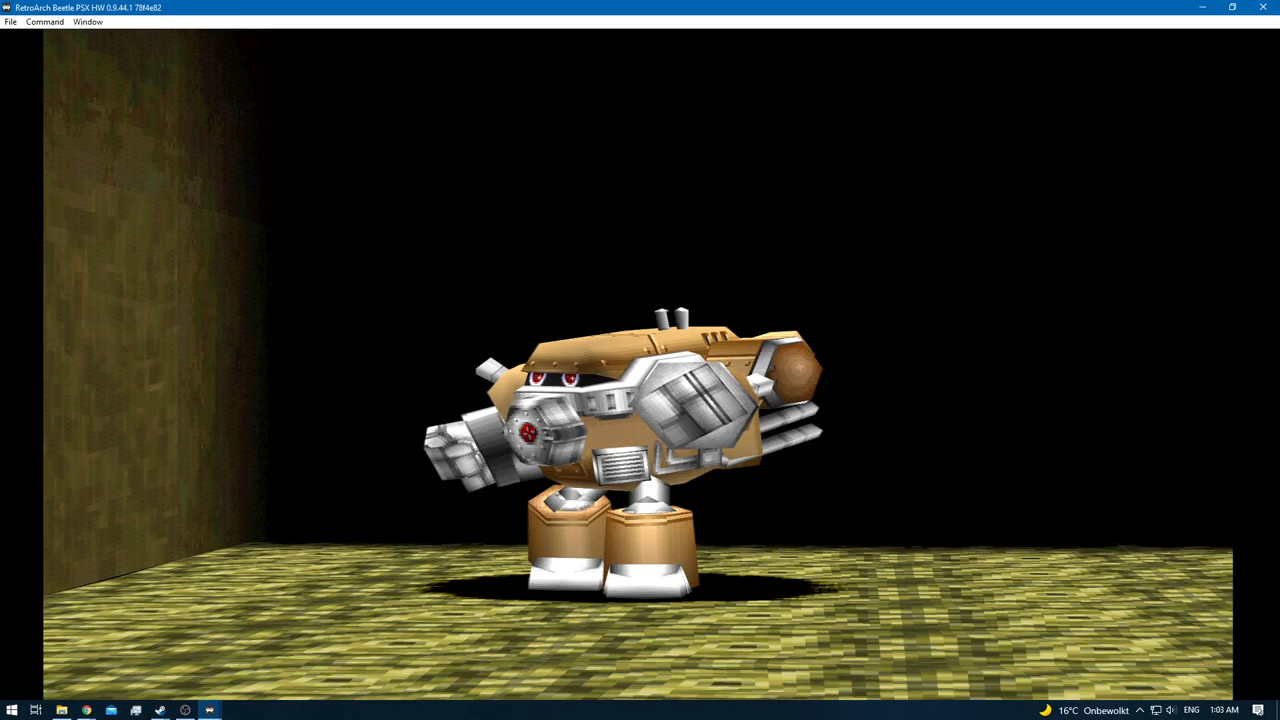 RetroArch Beetle PSX HW 0.9.44.1 78f4e82
File Command Window
16°C Onbewolkt ENG 1:03 AM